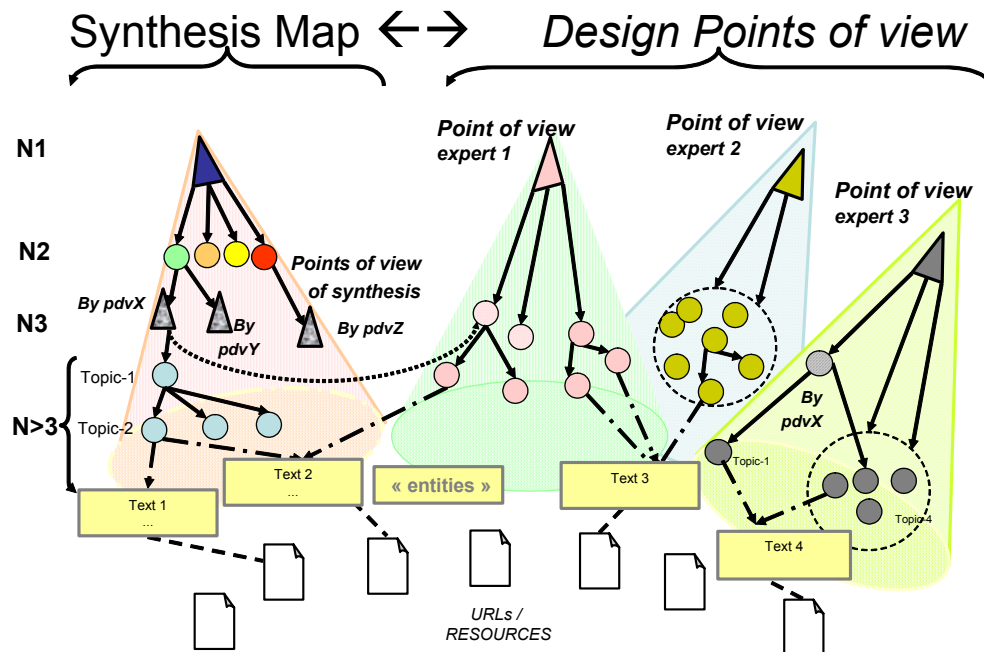 Synthesis Map ←→ Design Points of view
N1
N2
N3
N>3
Point of view
expert 1
Point of view
expert 2
Point of view
expert 3
Points of view
of synthesis
By pdvX
By
pdvY
By pdvZ
Topic-1
Topic-2
By
pdvX
Topic-1
Topic-4
Text 1
...
Text 2
...
« entities »
Text 3
Text 4
URLs /
RESOURCES